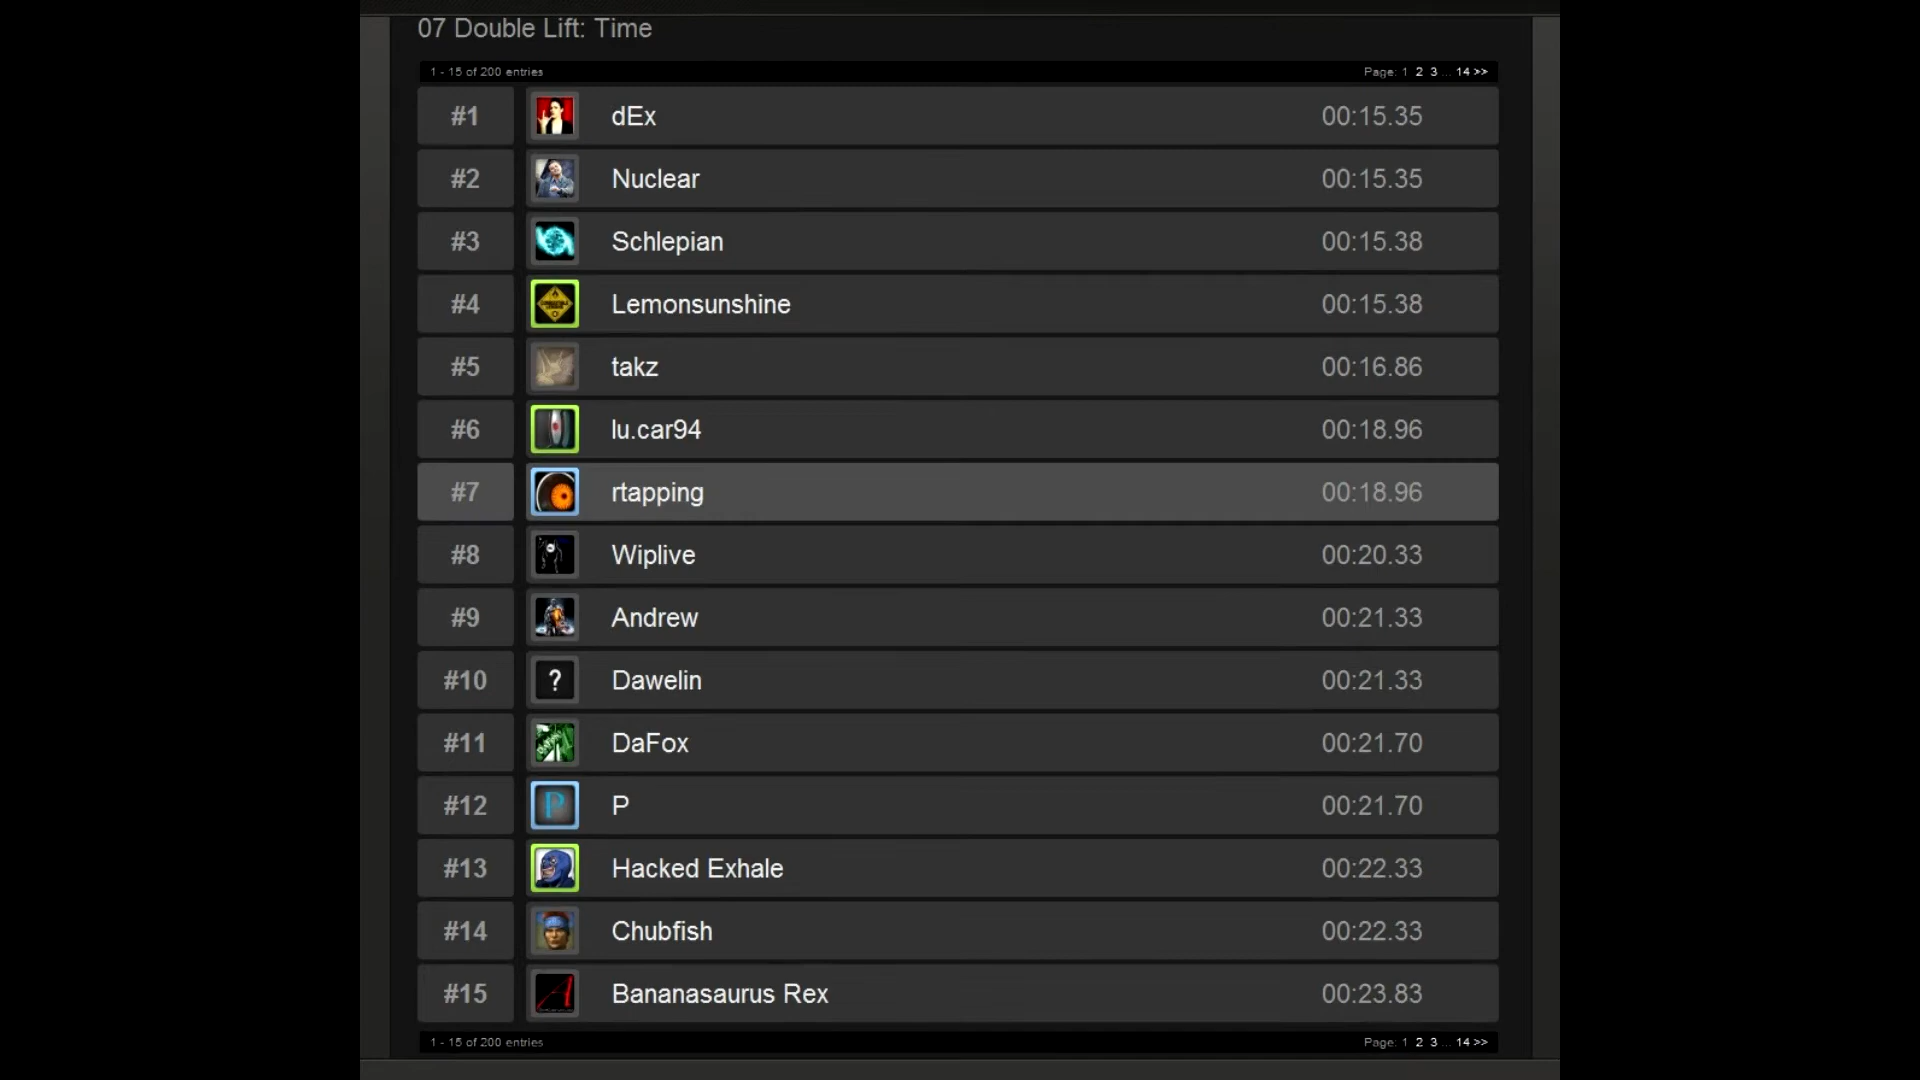 07 Double Lift: Time
1 - 15 of 200 entries Page: 1 2 3 ... 14 >>
#1 dEx 00:15.35
#2 Nuclear 00:15.35
#3 Schlepian 00:15.38
#4 Lemonsunshine 00:15.38
#5 takz 00:16.86
#6 lu.car94 00:18.96
#7 rtapping 00:18.96
#8 Wiplive 00:20.33
#9 Andrew 00:21.33
#10 ? Dawelin 00:21.33
#11 DaFox 00:21.70
#12 P P 00:21.70
#13 Hacked Exhale 00:22.33
#14 Chubfish 00:22.33
#15 A Bananasaurus Rex 00:23.83
1 - 15 of 200 entries Page: 1 2 3 ... 14 >>